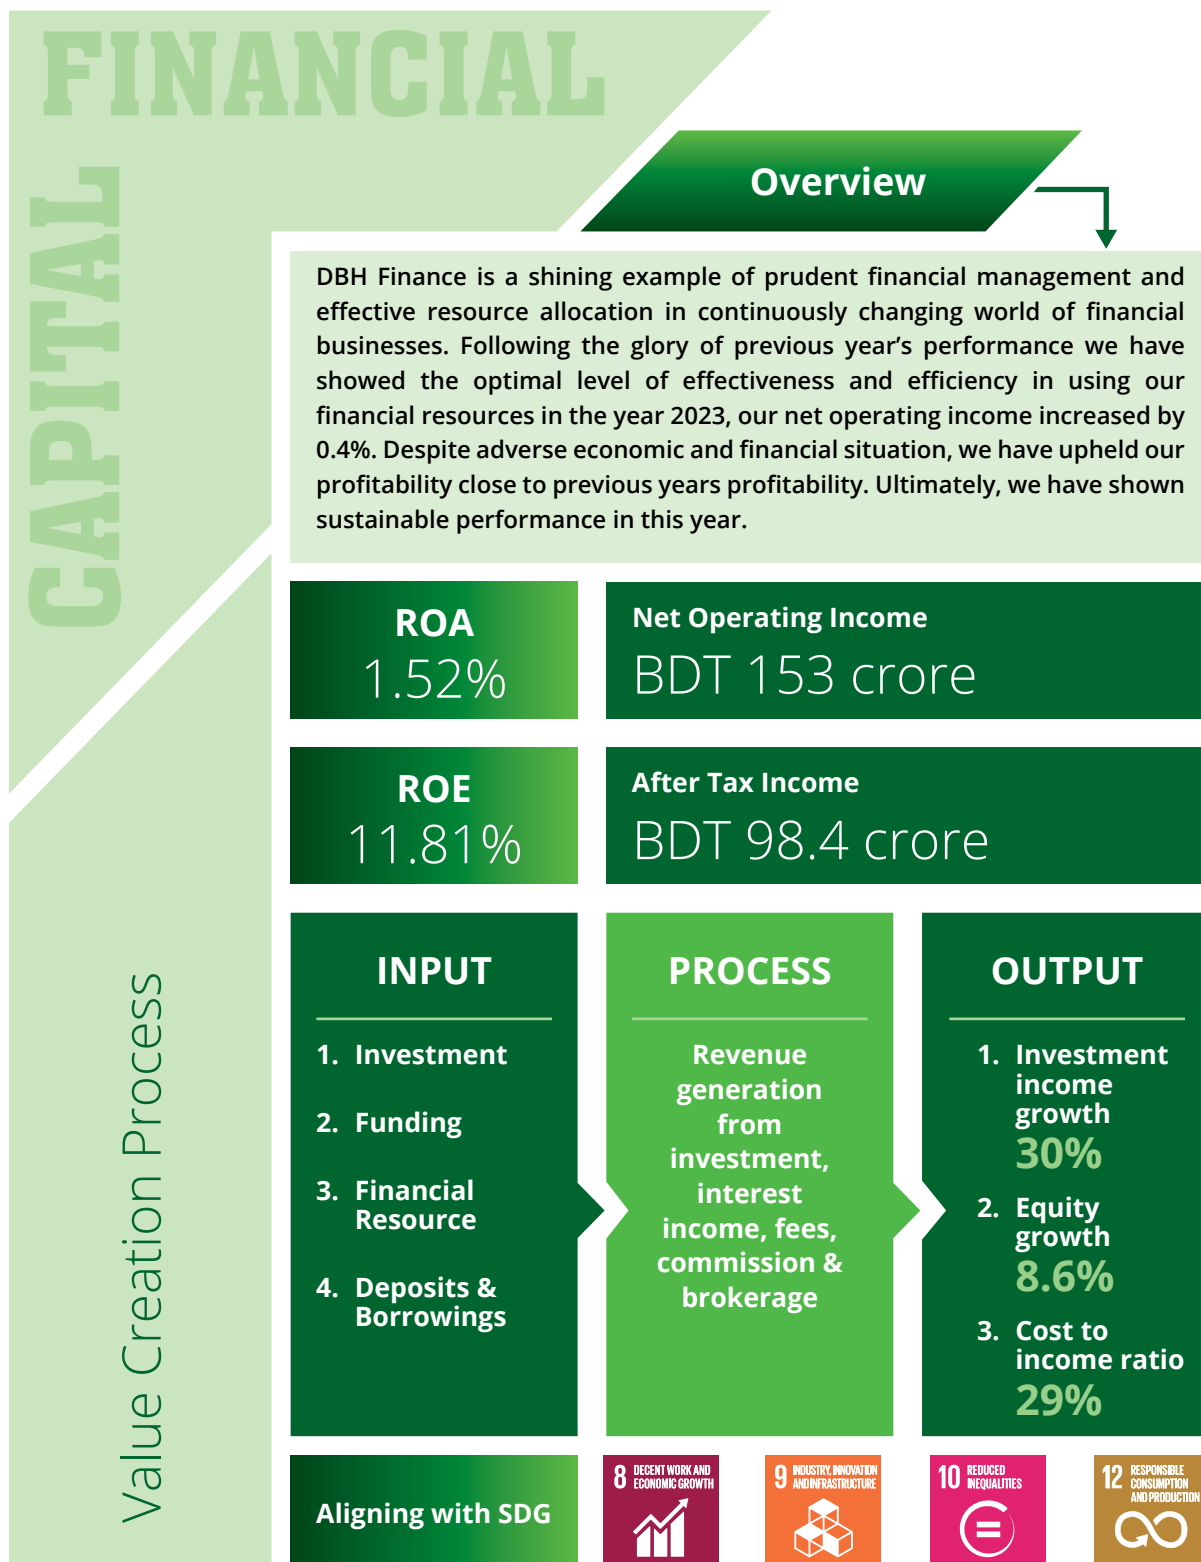 FINANCIAL
CAPITAL
Overview
DBH Finance is a shining example of prudent financial management and
effective resource allocation in continuously changing world of financial
businesses. Following the glory of previous year’s performance we have
showed the optimal level of effectiveness and efficiency in using our
financial resources in the year 2023, our net operating income increased by
0.4%. Despite adverse economic and financial situation, we have upheld our
profitability close to previous years profitability. Ultimately, we have shown
sustainable performance in this year.
ROA
1.52%
Net Operating Income
BDT 153 crore
ROE
11.81%
After Tax Income
BDT 98.4 crore
Value Creation Process
INPUT
1. Investment
2. Funding
3. Financial
Resource
4. Deposits &
Borrowings
PROCESS
Revenue
generation
from
investment,
interest
income, fees,
commission &
brokerage
OUTPUT
1. Investment
income
growth
30%
2. Equity
growth
8.6%
3. Cost to
income ratio
29%
Aligning with SDG
8 DECENT WORK AND
ECONOMIC GROWTH
9 INDUSTRY, INNOVATION
AND INFRASTRUCTURE
10 REDUCED
INEQUALITIES
12 RESPONSIBLE
CONSUMPTION
AND PRODUCTION